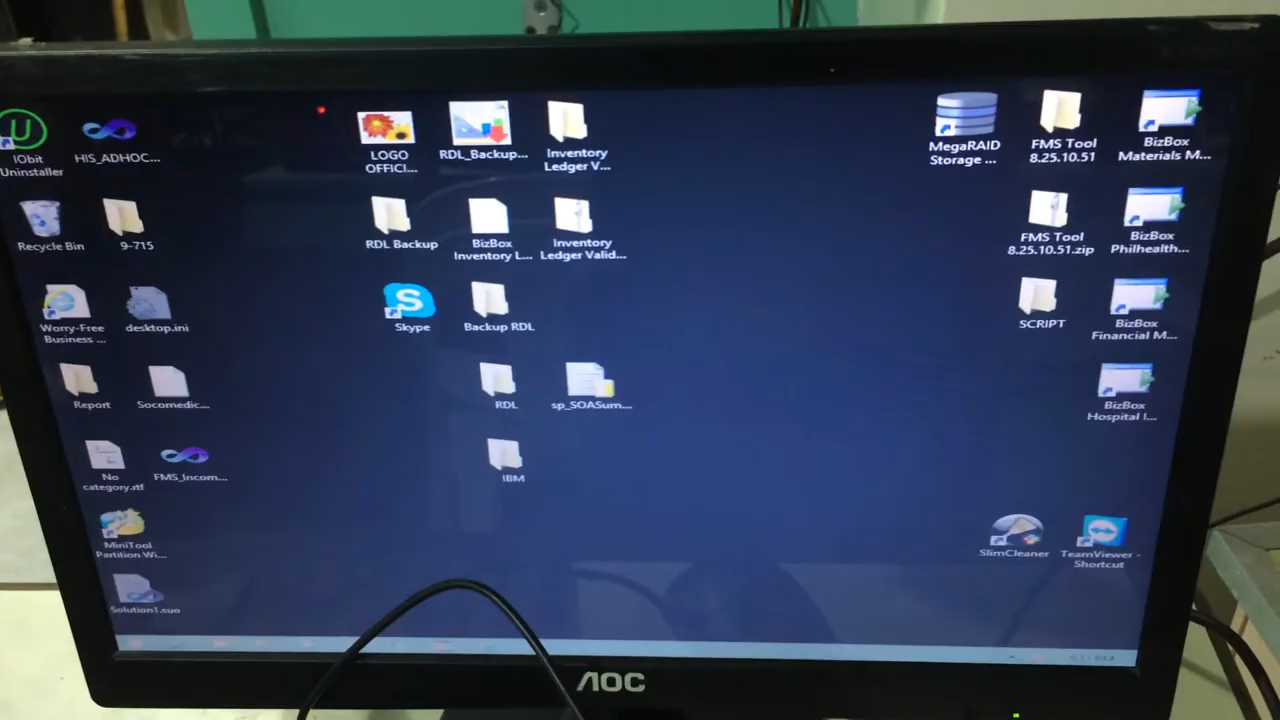 IObit
Uninstaller
HIS_ADHOC...
LOGO
OFFICI...
RDL_Backup...
Inventory
Ledger V...
MegaRAID
Storage ...
FMS Tool
8.25.10.51
BizBox
Materials M...
Recycle Bin
9-715
RDL Backup
BizBox
Inventory L...
Inventory
Ledger Valid...
FMS Tool
8.25.10.51.zip
BizBox
Philhealth...
Worry-Free
Business ...
desktop.ini
Skype
Backup RDL
SCRIPT
BizBox
Financial M...
Report
Socomedic...
RDL
sp_SOASum...
BizBox
Hospital I...
No
category.rtf
FMS_Incom...
IBM
MiniTool
Partition Wi...
SlimCleaner
TeamViewer -
Shortcut
Solution1.suo
AOC